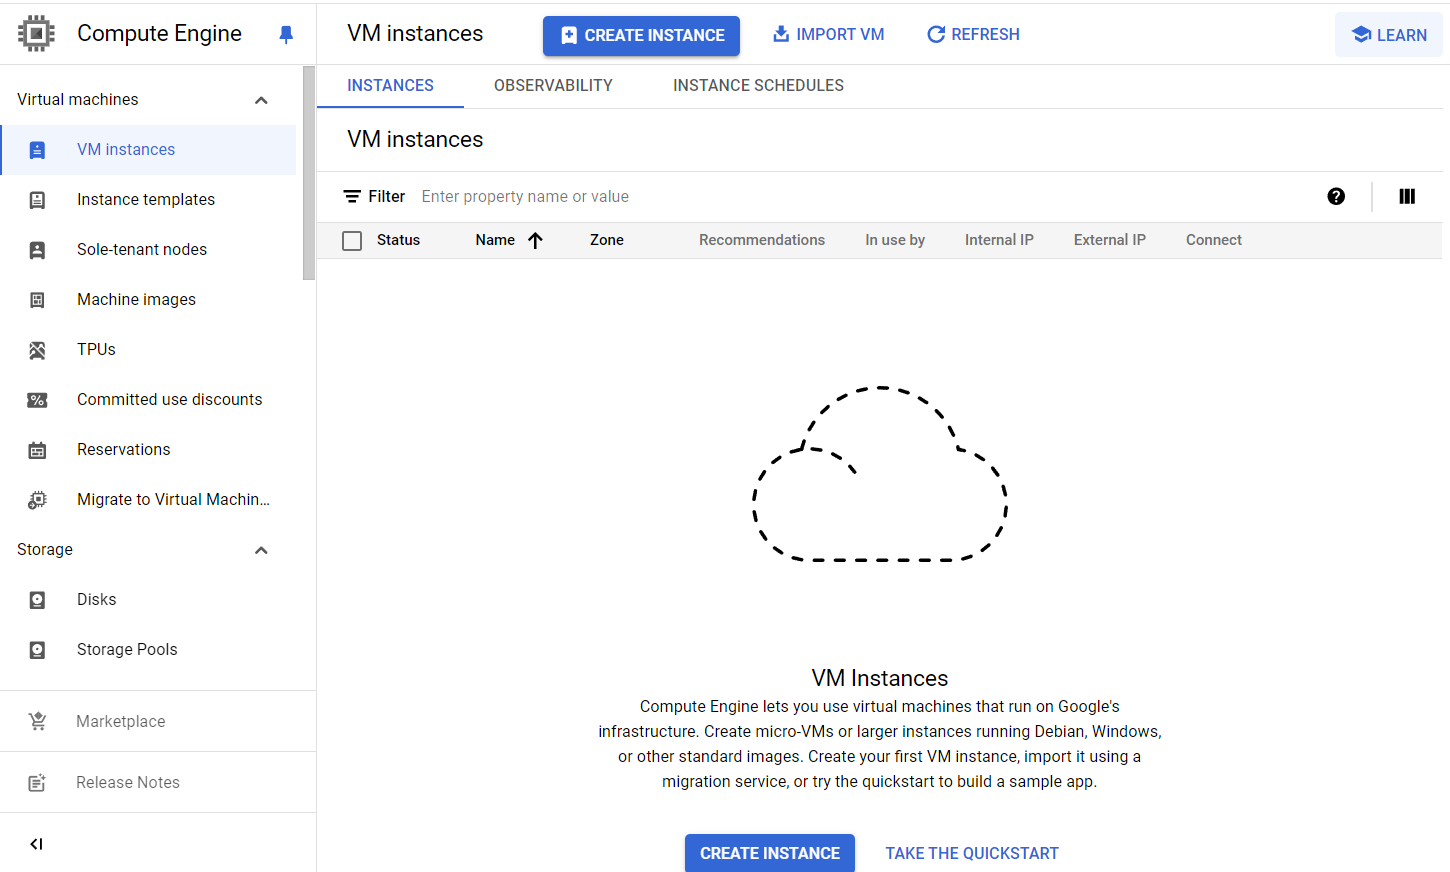 Compute Engine
VM instances
CREATE INSTANCE
IMPORT VM
REFRESH
LEARN
Virtual machines
VM instances
Instance templates
Sole-tenant nodes
Machine images
TPUs
Committed use discounts
Reservations
Migrate to Virtual Machin...
Storage
Disks
Storage Pools
Marketplace
Release Notes
INSTANCES
OBSERVABILITY
INSTANCE SCHEDULES
VM instances
Filter
Enter property name or value
Status
Name
Zone
Recommendations
In use by
Internal IP
External IP
Connect
VM Instances
Compute Engine lets you use virtual machines that run on Google's
infrastructure. Create micro-VMs or larger instances running Debian, Windows,
or other standard images. Create your first VM instance, import it using a
migration service, or try the quickstart to build a sample app.
CREATE INSTANCE
TAKE THE QUICKSTART